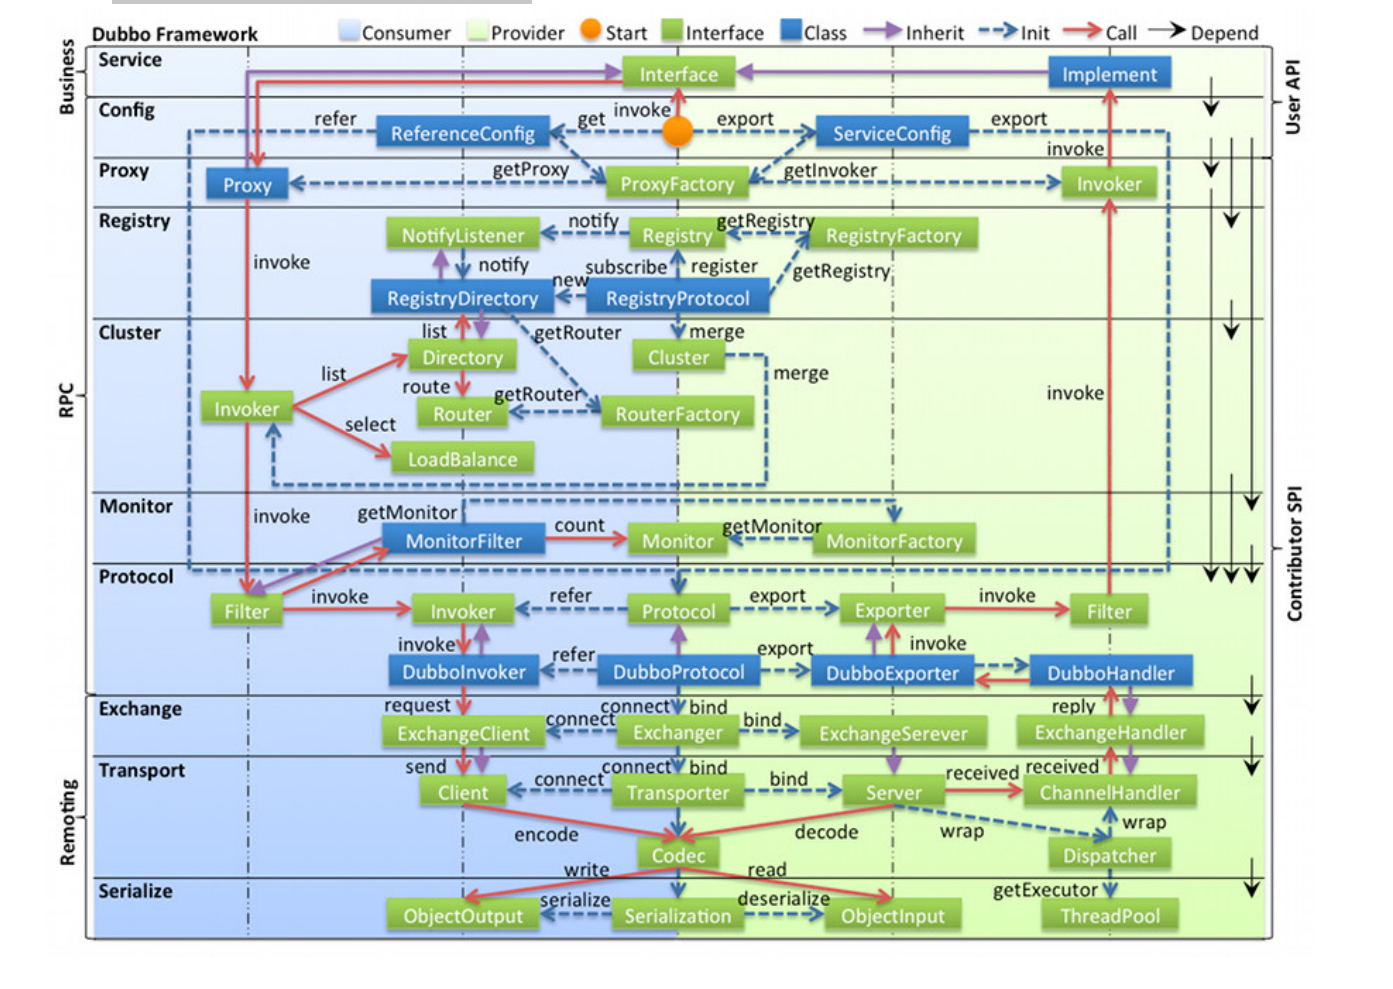 Dubbo Framework
Consumer
Provider
Start
Interface
Class
Inherit
Init
Call
Depend
Business
RPC
Remoting
User API
Contributor SPI
Service
Interface
Implement
Config
refer
ReferenceConfig
get
invoke
export
ServiceConfig
export
invoke
Proxy
Proxy
getProxy
ProxyFactory
getInvoker
Invoker
Registry
NotifyListener
notify
Registry
getRegistry
RegistryFactory
invoke
notify
subscribe
register
getRegistry
new
RegistryDirectory
RegistryProtocol
Cluster
list
getRouter
merge
Directory
Cluster
merge
list
route
getRouter
invoke
Invoker
Router
RouterFactory
select
LoadBalance
Monitor
invoke
getMonitor
count
getMonitor
MonitorFilter
Monitor
MonitorFactory
Protocol
Filter
invoke
Invoker
refer
Protocol
export
Exporter
invoke
Filter
invoke
refer
export
invoke
DubboInvoker
DubboProtocol
DubboExporter
DubboHandler
Exchange
request
connect
connect
bind
bind
reply
ExchangeClient
Exchanger
ExchangeSerever
ExchangeHandler
Transport
send
connect
connect
bind
bind
received
received
Client
Transporter
Server
ChannelHandler
encode
decode
wrap
wrap
Codec
Dispatcher
write
read
Serialize
serialize
deserialize
getExecutor
ObjectOutput
Serialization
ObjectInput
ThreadPool